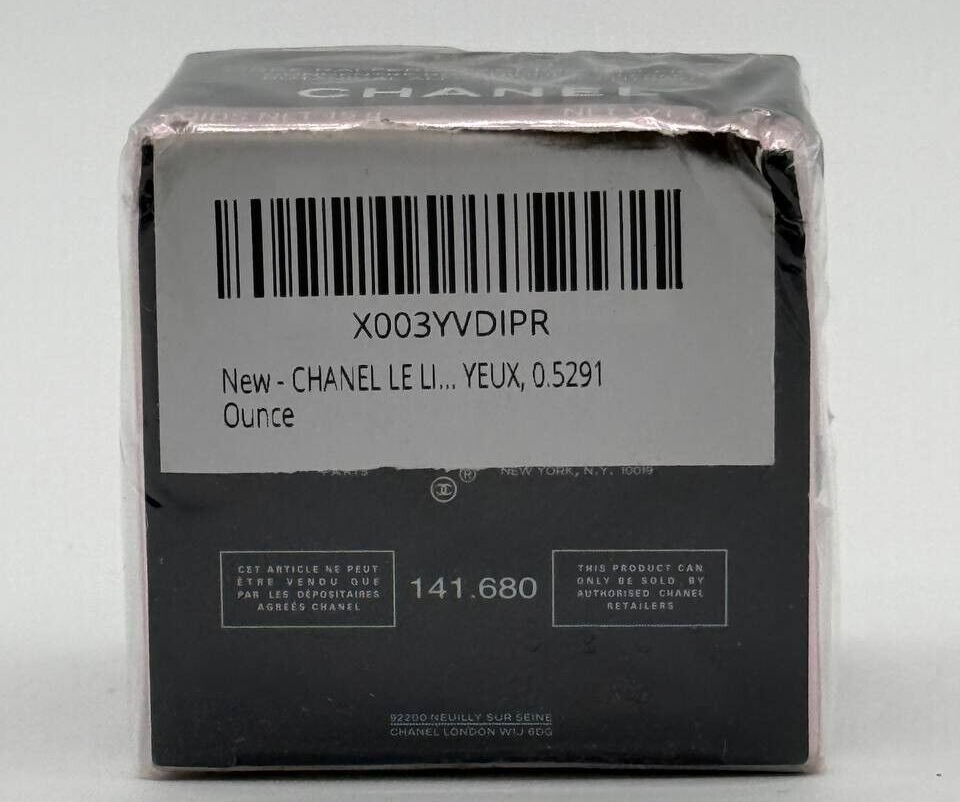 CHANEL
X003YVDIPR
New - CHANEL LE LI... YEUX, 0.5291
Ounce
PARIS ® NEW YORK, N.Y. 10019
CET ARTICLE NE PEUT
ÊTRE VENDU QUE
PAR LES DÉPOSITAIRES
AGRÉÉS CHANEL
141.680
THIS PRODUCT CAN
ONLY BE SOLD BY
AUTHORISED CHANEL
RETAILERS
92200 NEUILLY SUR SEINE
CHANEL LONDON W1J 6DG